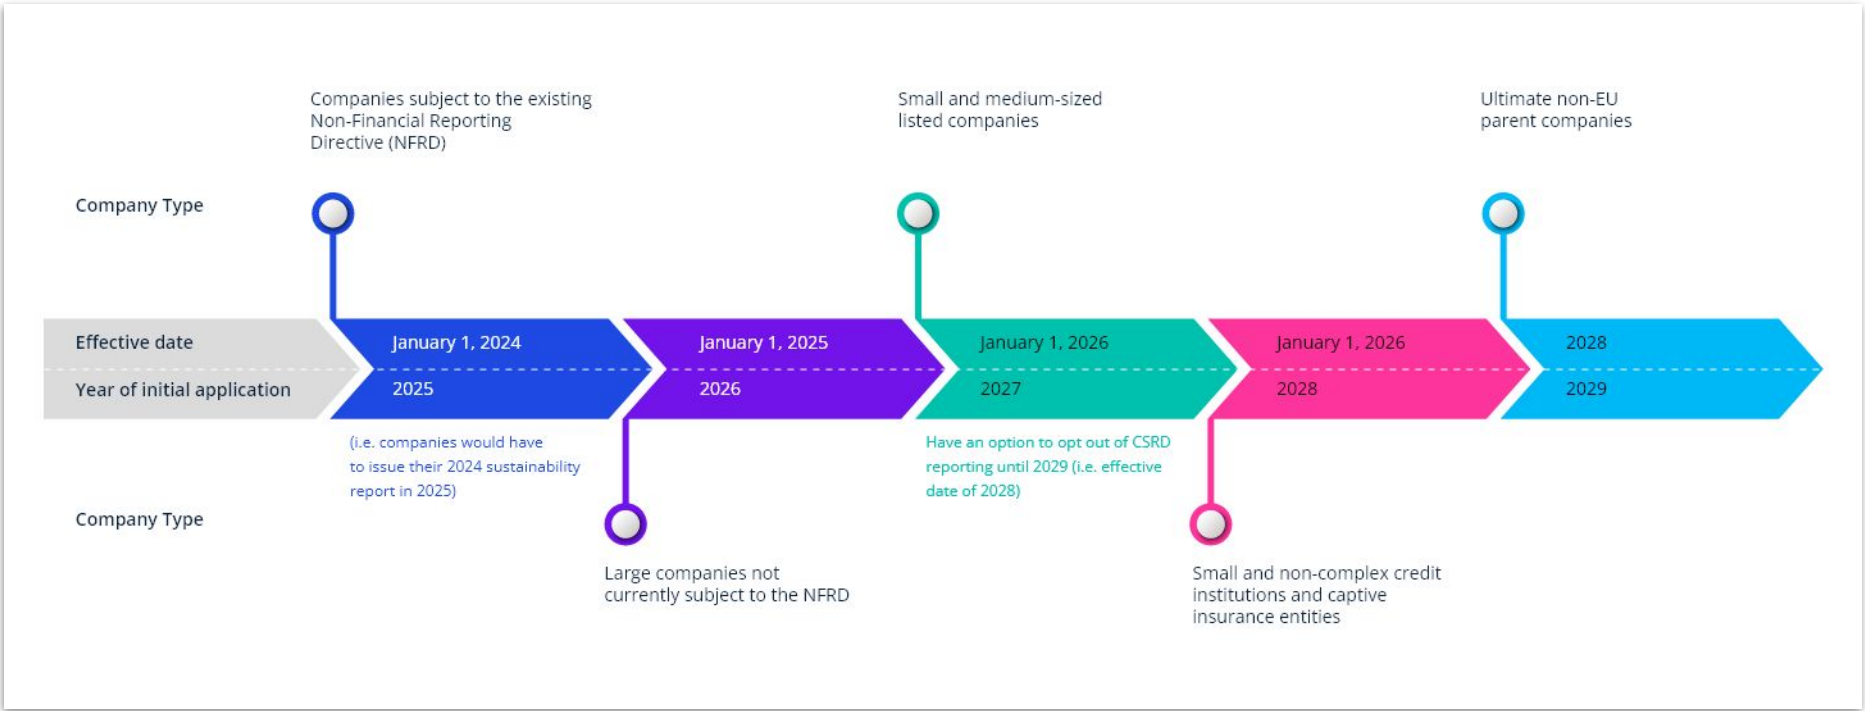 Companies subject to the existing
Non-Financial Reporting
Directive (NFRD)
Small and medium-sized
listed companies
Ultimate non-EU
parent companies
Company Type
Effective date
January 1, 2024
January 1, 2025
January 1, 2026
January 1, 2026
2028
Year of initial application
2025
2026
2027
2028
2029
(i.e. companies would have
to issue their 2024 sustainability
report in 2025)
Have an option to opt out of CSRD
reporting until 2029 (i.e. effective
date of 2028)
Company Type
Large companies not
currently subject to the NFRD
Small and non-complex credit
institutions and captive
insurance entities